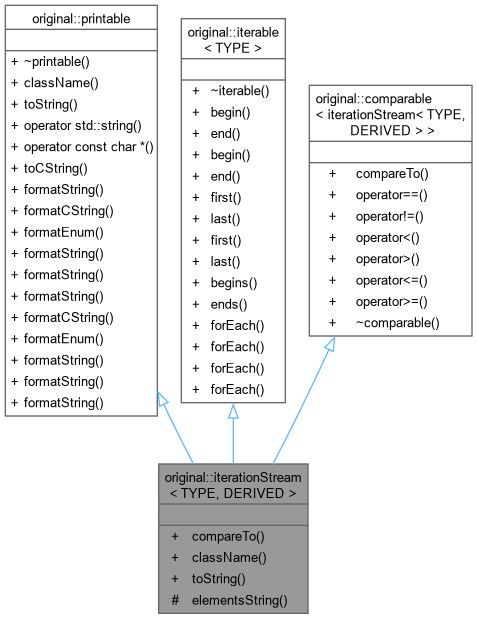 original::printable
+ ~printable()
+ className()
+ toString()
+ operator std::string()
+ operator const char *()
+ toCString()
+ formatString()
+ formatCString()
+ formatEnum()
+ formatString()
+ formatString()
+ formatString()
+ formatCString()
+ formatEnum()
+ formatString()
+ formatString()
+ formatString()
original::iterable
< TYPE >
+ ~iterable()
+ begin()
+ end()
+ begin()
+ end()
+ first()
+ last()
+ first()
+ last()
+ begins()
+ ends()
+ forEach()
+ forEach()
+ forEach()
+ forEach()
original::comparable
< iterationStream< TYPE,
DERIVED > >
+ compareTo()
+ operator==()
+ operator!=()
+ operator<()
+ operator>()
+ operator<=()
+ operator>=()
+ ~comparable()
original::iterationStream
< TYPE, DERIVED >
+ compareTo()
+ className()
+ toString()
# elementsString()